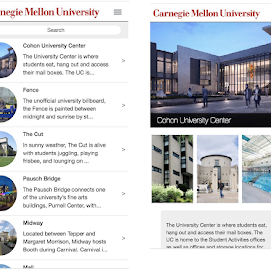 negie Mellon University
Search
Cohon University Center
The University Center is where
students eat, hang out and access
their mail boxes. The UC is...
>
Fence
The unofficial university billboard,
the Fence is painted between
midnight and sunrise by st...
>
The Cut
In sunny weather, The Cut is alive
with students juggling, playing
frisbee, and lounging on ...
>
Pausch Bridge
The Pausch Bridge connects one
of the university's fine arts
buildings, Purnell Center, with...
>
Midway
Located between Tepper and
Margaret Morrison, Midway hosts
Booth during Carnival. Carnival i...
>
Mall
Carnegie Mellon University
Cohon University Center
The University Center is where students eat,
hang out and access their mail boxes. The
UC is home to the Student Activities offices
as well as offices and storage locations for